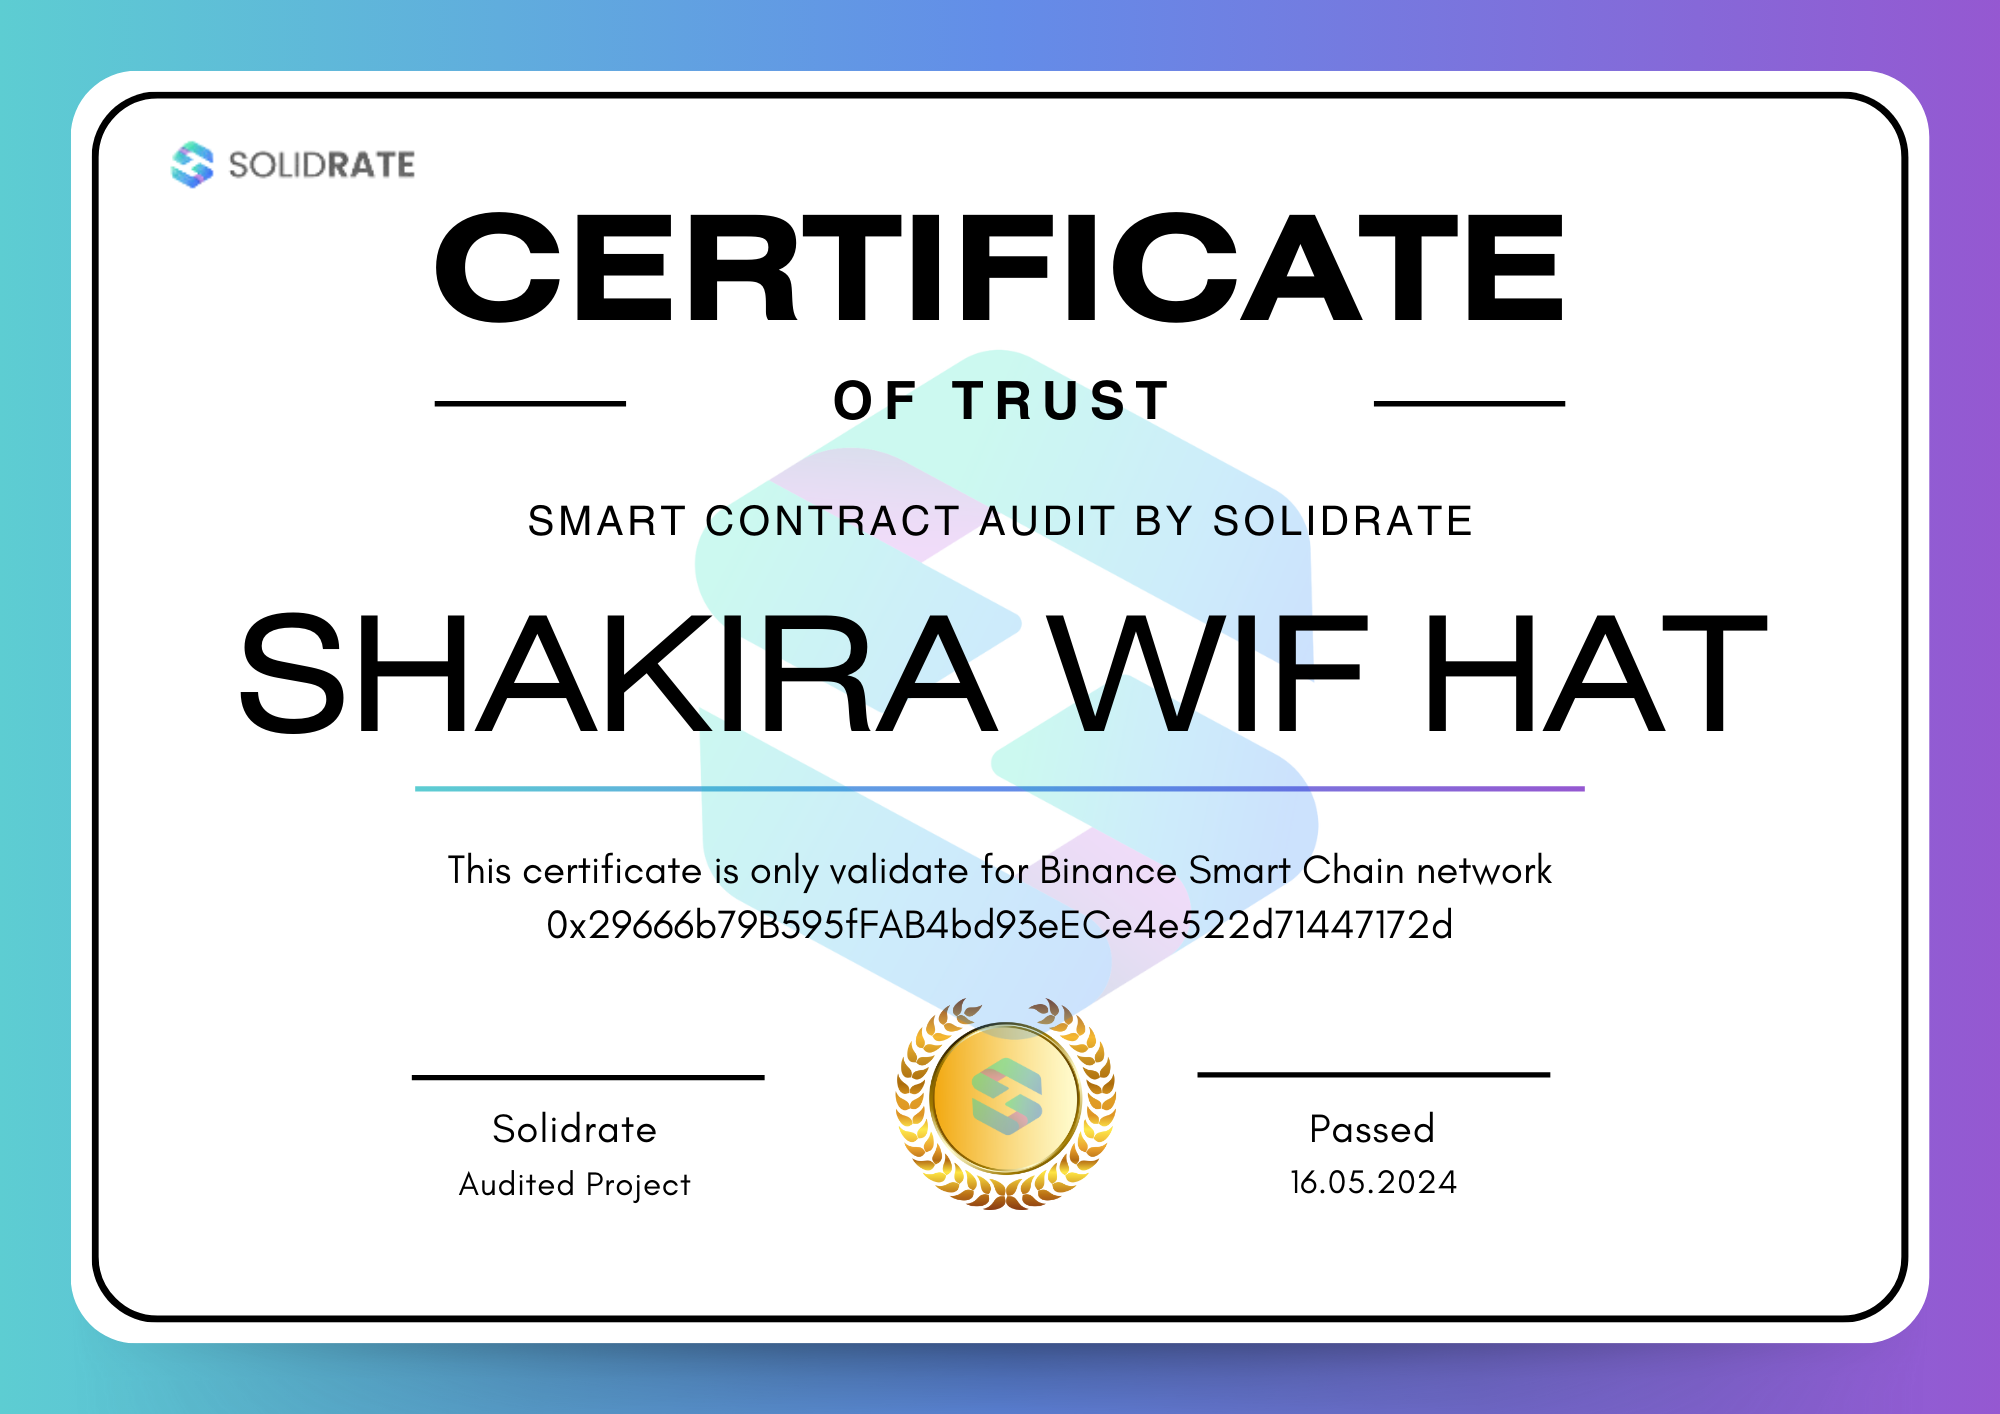 SOLIDRATE
CERTIFICATE
OF TRUST
SMART CONTRACT AUDIT BY SOLIDRATE
SHAKIRA WIF HAT
This certificate is only validate for Binance Smart Chain network
0x29666b79B595fFAB4bd93eECe4e522d71447172d
Solidrate
Audited Project
Passed
16.05.2024